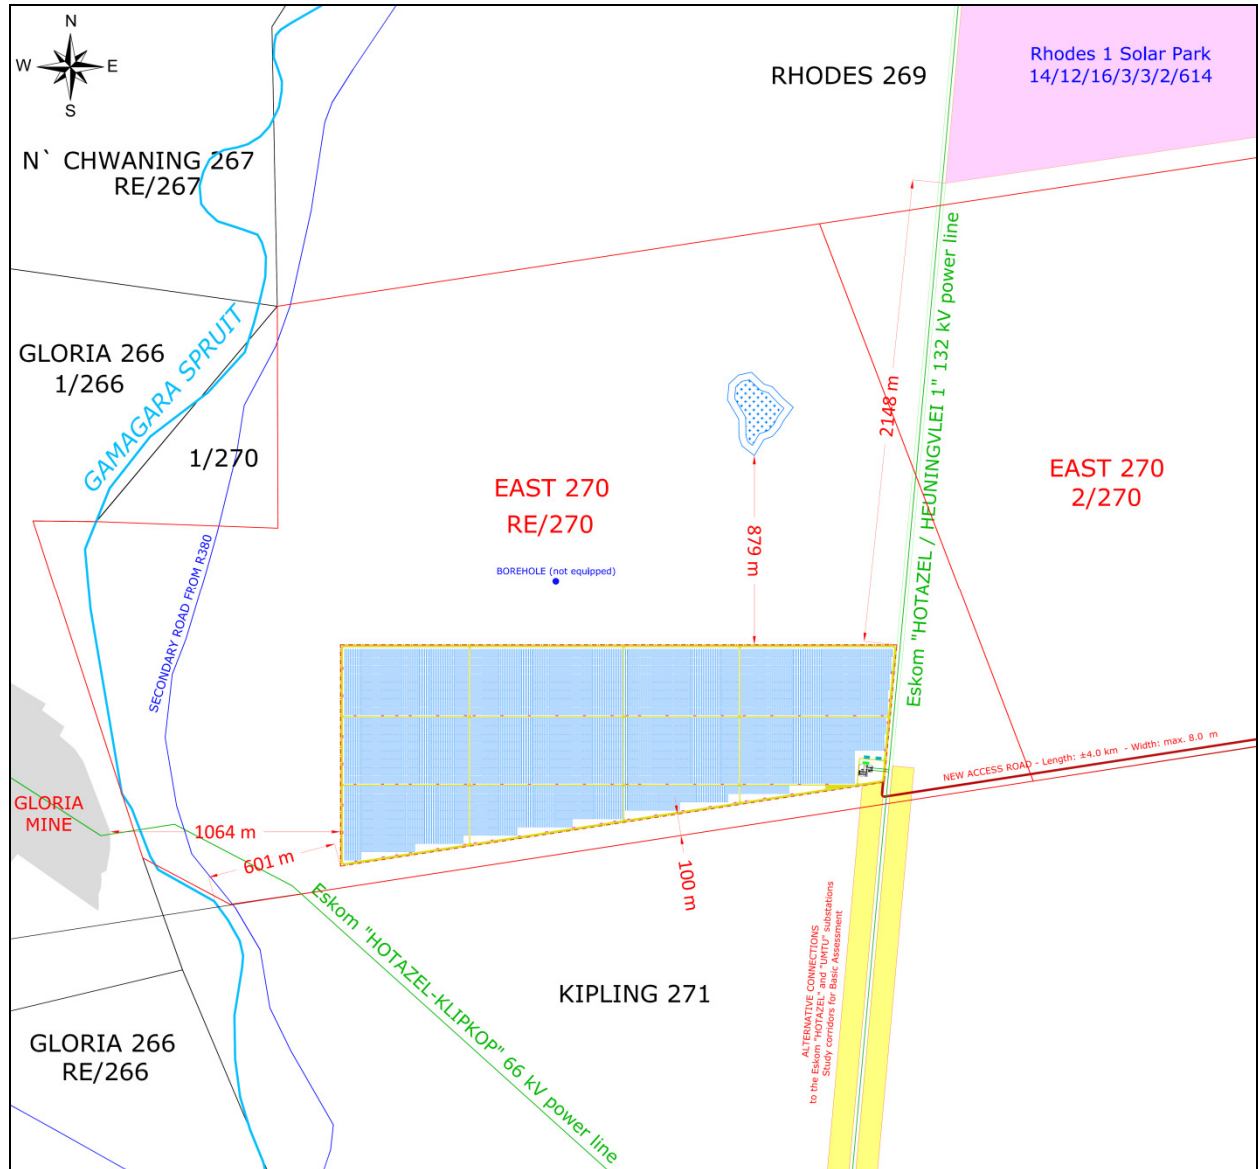 N
W E
S
RHODES 269
Rhodes 1 Solar Park
14/12/16/3/3/2/614
N` CHWANING 267
RE/267
GLORIA 266
1/266
GAMAGARA SPRUIT
1/270
SECONDARY ROAD FROM R380
EAST 270
RE/270
BOREHOLE (not equipped)
879 m
2148 m
Eskom "HOTAZEL / HEUNINGVLEI 1" 132 kV power line
EAST 270
2/270
NEW ACCESS ROAD - Length: ±4.0 km - Width: max. 8.0 m
GLORIA
MINE
1064 m
601 m
100 m
Eskom "HOTAZEL-KLIPKOP" 66 kV power line
KIPLING 271
ALTERNATIVE CONNECTIONS
to the Eskom "HOTAZEL" and "UMTU" substations
Study corridors for Basic Assessment
GLORIA 266
RE/266